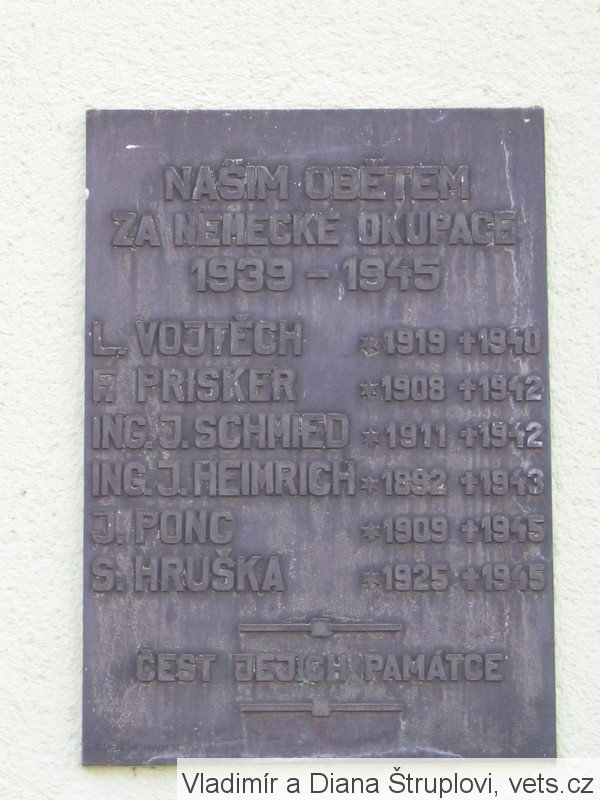 NAŠIM OBĚTEM
ZA NĚMECKÉ OKUPACE
1939 - 1945
L. VOJTĚCH *1919 ✝1940
F. PRISKER *1908 ✝1942
ING. J. SCHMIED *1911 ✝1942
ING. J. HEIMRICH *1892 ✝1943
J. PONC *1909 ✝1945
S. HRUŠKA *1925 ✝1945
ČEST JEJICH PAMÁTCE
Vladimír a Diana Štruplovi, vets.cz